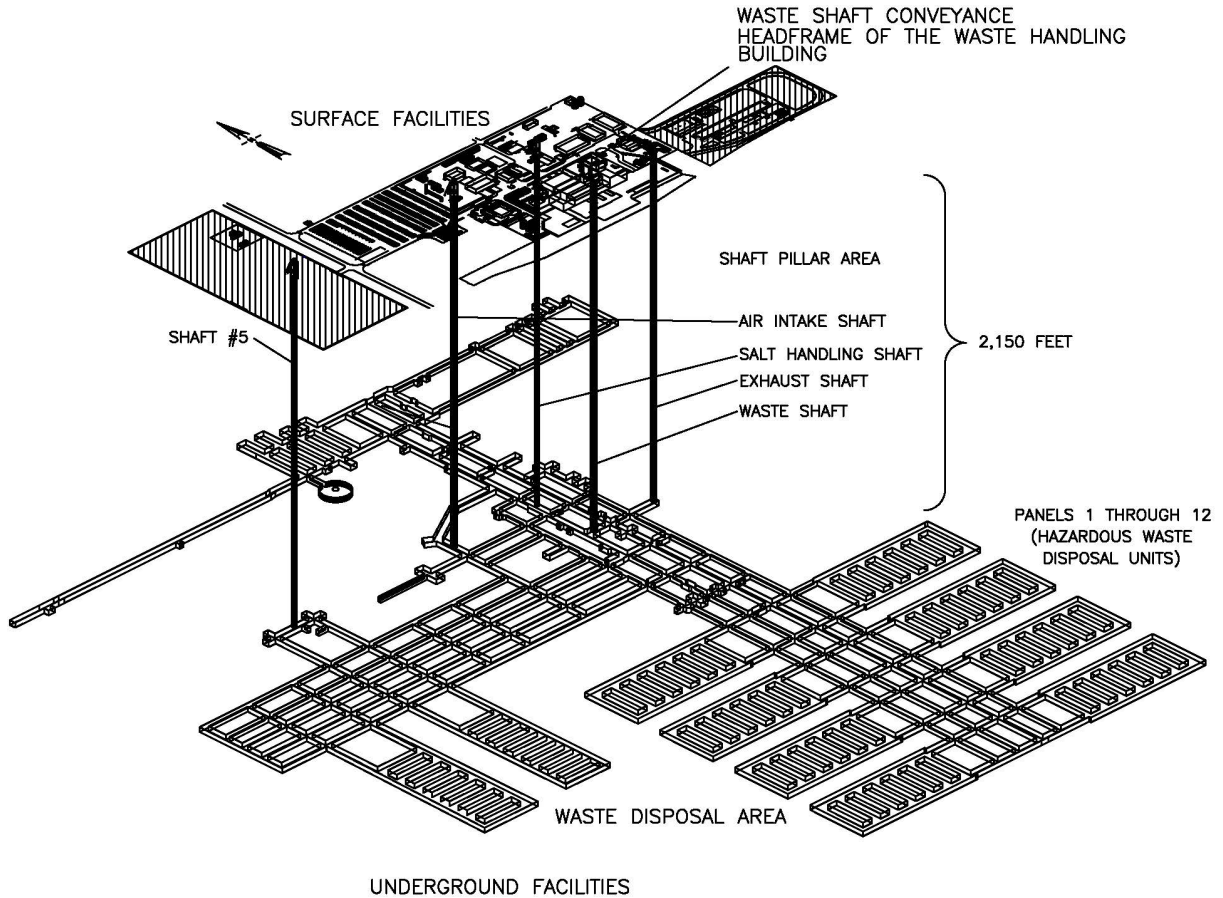 WASTE SHAFT CONVEYANCE
HEADFRAME OF THE WASTE HANDLING
BUILDING
SURFACE FACILITIES
SHAFT PILLAR AREA
AIR INTAKE SHAFT
SHAFT #5
2,150 FEET
SALT HANDLING SHAFT
EXHAUST SHAFT
WASTE SHAFT
PANELS 1 THROUGH 12
(HAZARDOUS WASTE
DISPOSAL UNITS)
WASTE DISPOSAL AREA
UNDERGROUND FACILITIES